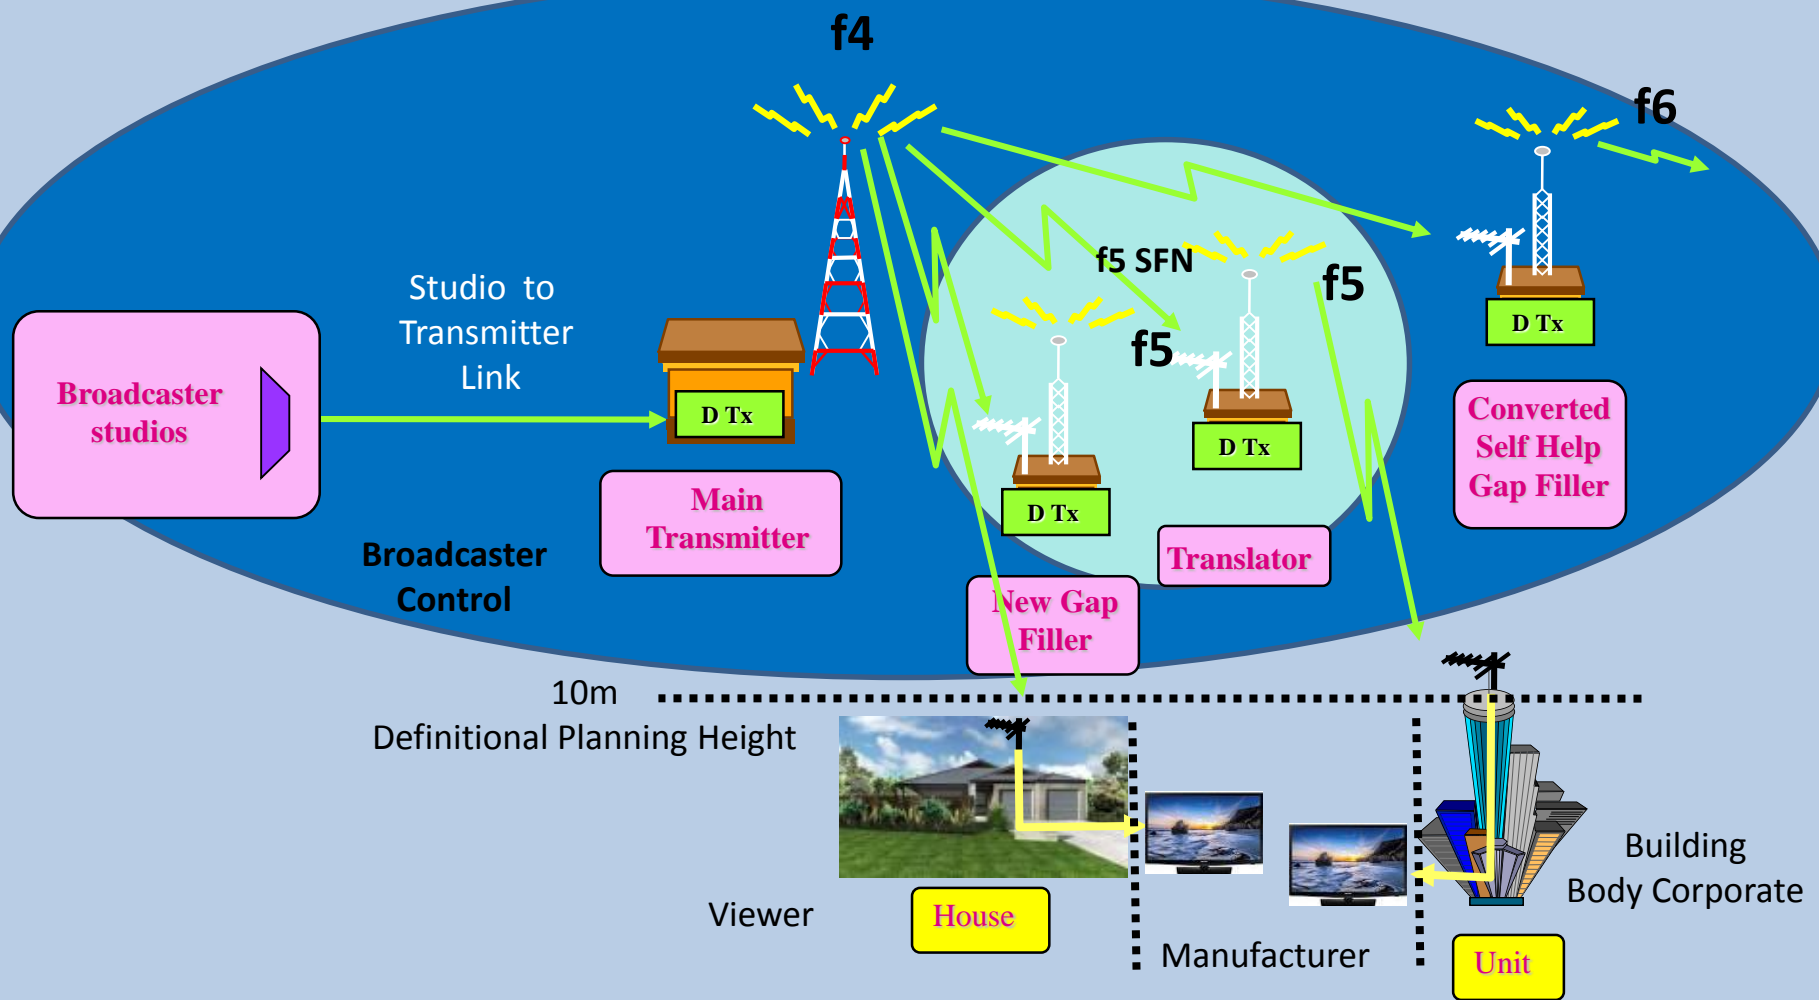 f4
f6
f5 SFN
f5
f5
Studio to
Transmitter
Link
Broadcaster
studios
D Tx
D Tx
D Tx
D Tx
Main
Transmitter
Converted
Self Help
Gap Filler
Translator
Broadcaster
Control
New Gap
Filler
10m
Definitional Planning Height
Viewer
House
Manufacturer
Building
Body Corporate
Unit